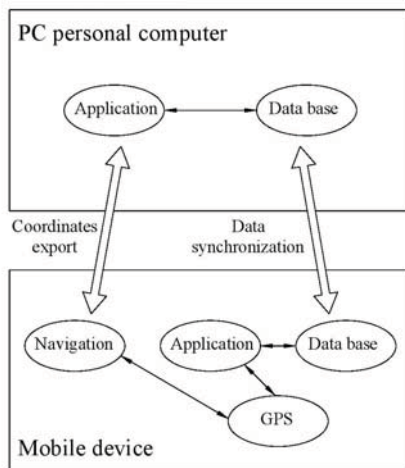 PC personal computer
Application
Data base
Coordinates
export
Data
synchronization
Navigation
Application
Data base
GPS
Mobile device